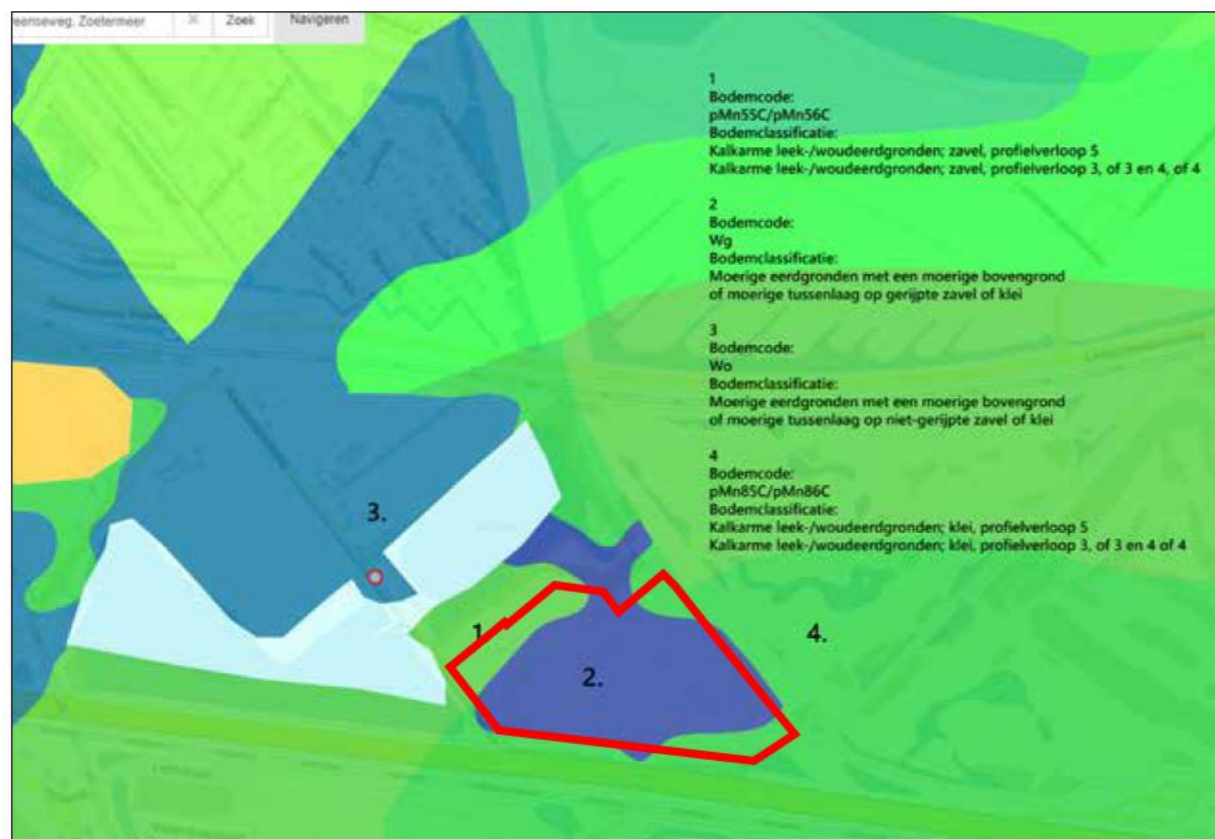 eenseweg, Zoetermeer
Zoek
Navigeren
1
Bodemcode:
pMn55C/pMn56C
Bodemclassificatie:
Kalkarme leek-/woudeerdgronden; zavel, profielverloop 5
Kalkarme leek-/woudeerdgronden; zavel, profielverloop 3, of 3 en 4, of 4
2
Bodemcode:
Wg
Bodemclassificatie:
Moerige eerdgronden met een moerige bovengrond
of moerige tussenlaag op gerijpte zavel of klei
3
Bodemcode:
Wo
Bodemclassificatie:
Moerige eerdgronden met een moerige bovengrond
of moerige tussenlaag op niet-gerijpte zavel of klei
4
Bodemcode:
pMn85C/pMn86C
Bodemclassificatie:
Kalkarme leek-/woudeerdgronden; klei, profielverloop 5
Kalkarme leek-/woudeerdgronden; klei, profielverloop 3, of 3 en 4 of 4
3.
1
4.
2.